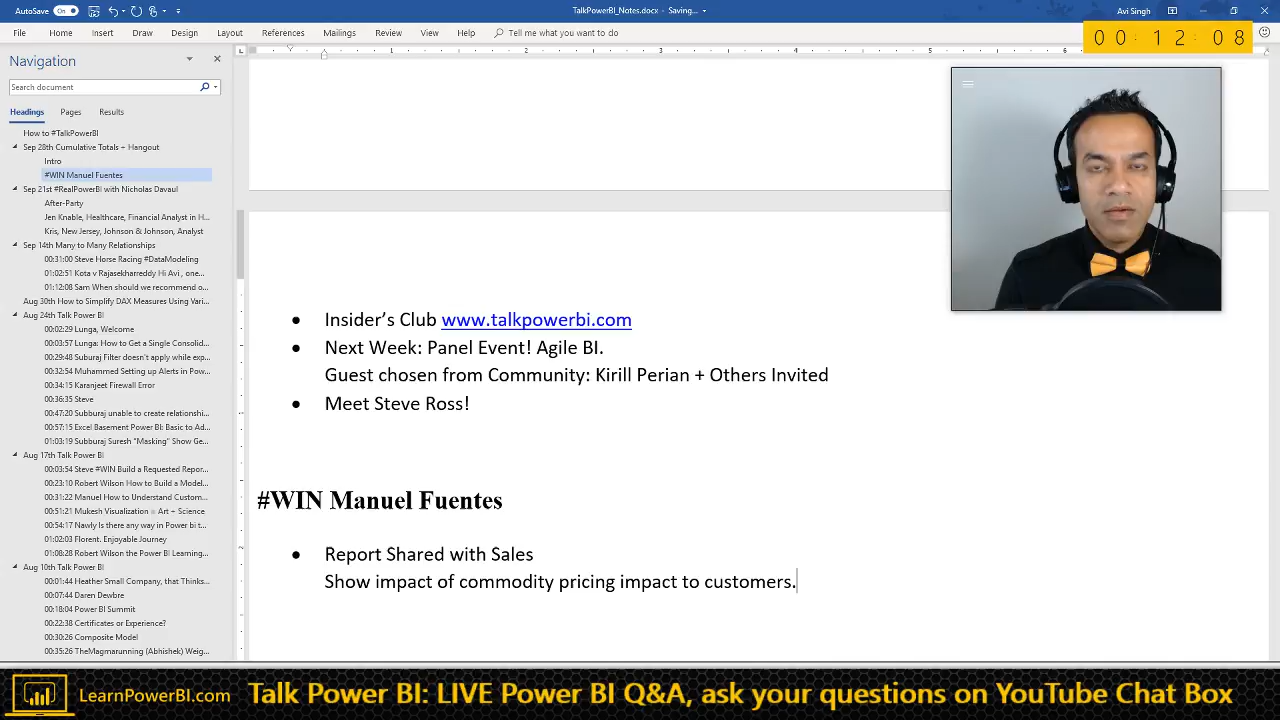 AutoSave On TalkPowerBI_Notes.docx - Saving... Avi Singh
File Home Insert Draw Design Layout References Mailings Review View Help Tell me what you want to do
00:12:08
Navigation
Search document
Headings Pages Results
How to #TalkPowerBI
Sep 28th Cumulative Totals + Hangout
Intro
#WIN Manuel Fuentes
Sep 21st #RealPowerBI with Nicholas Davaul
After-Party
Jen Knable, Healthcare, Financial Analyst in H...
Kris, New Jersey, Johnson & Johnson, Analyst
Sep 14th Many to Many Relationships
00:31:00 Steve Horse Racing #DataModeling
01:02:51 Kota v Rajasekharreddy Hi Avi , one...
01:12:08 Sam When should we recommend o...
Aug 30th How to Simplify DAX Measures Using Vari...
Aug 24th Talk Power BI
00:02:29 Lunga, Welcome
00:03:57 Lunga: How to Get a Single Consolid...
00:29:48 Suburaj Filter doesn't apply while exp...
00:32:54 Muhammed Setting up Alerts in Pow...
00:34:15 Karanjeet Firewall Error
00:36:35 Steve
00:47:20 Subburaj unable to create relationshi...
00:57:15 Excel Basement Power BI: Basic to Ad...
01:03:19 Subburaj Suresh "Masking" Show Ge...
Aug 17th Talk Power BI
00:03:54 Steve #WIN Build a Requested Repor...
00:23:10 Robert Wilson How to Build a Model...
00:31:22 Manuel How to Understand Custom...
00:51:21 Mukesh Visualization = Art + Science
00:54:17 Nawly Is there any way in Power bi t...
01:02:03 Florent. Enjoyable Journey
01:08:28 Robert Wilson the Power BI Learning...
Aug 10th Talk Power BI
00:01:44 Heather Small Company, that Thinks...
00:07:44 Daren Dewbre
00:18:04 Power BI Summit
00:22:38 Certificates or Experience?
00:30:26 Composite Model
00:35:26 TheMagmarunning (Abhishek) Weig...
1 2 3 4 5 6
• Insider's Club www.talkpowerbi.com
• Next Week: Panel Event! Agile BI.
Guest chosen from Community: Kirill Perian + Others Invited
• Meet Steve Ross!
#WIN Manuel Fuentes
• Report Shared with Sales
Show impact of commodity pricing impact to customers.
LearnPowerBI.com Talk Power BI: LIVE Power BI Q&A, ask your questions on YouTube Chat Box